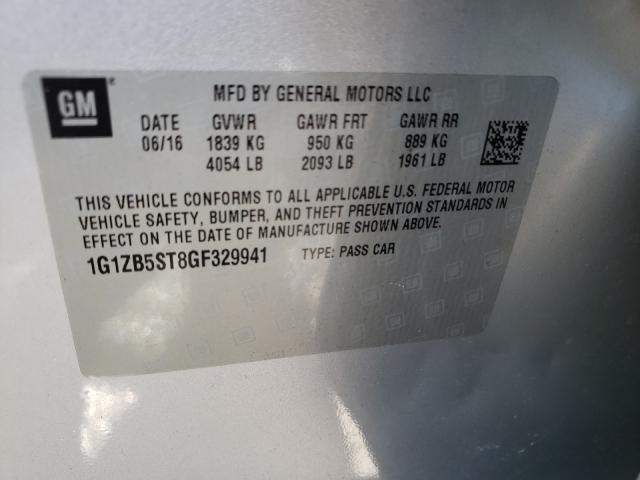 GM
MFD BY GENERAL MOTORS LLC
DATE GVWR GAWR FRT GAWR RR
06/16 1839 KG 950 KG 889 KG
4054 LB 2093 LB 1961 LB
THIS VEHICLE CONFORMS TO ALL APPLICABLE U.S. FEDERAL MOTOR
VEHICLE SAFETY, BUMPER, AND THEFT PREVENTION STANDARDS IN
EFFECT ON THE DATE OF MANUFACTURE SHOWN ABOVE.
1G1ZB5ST8GF329941 TYPE: PASS CAR